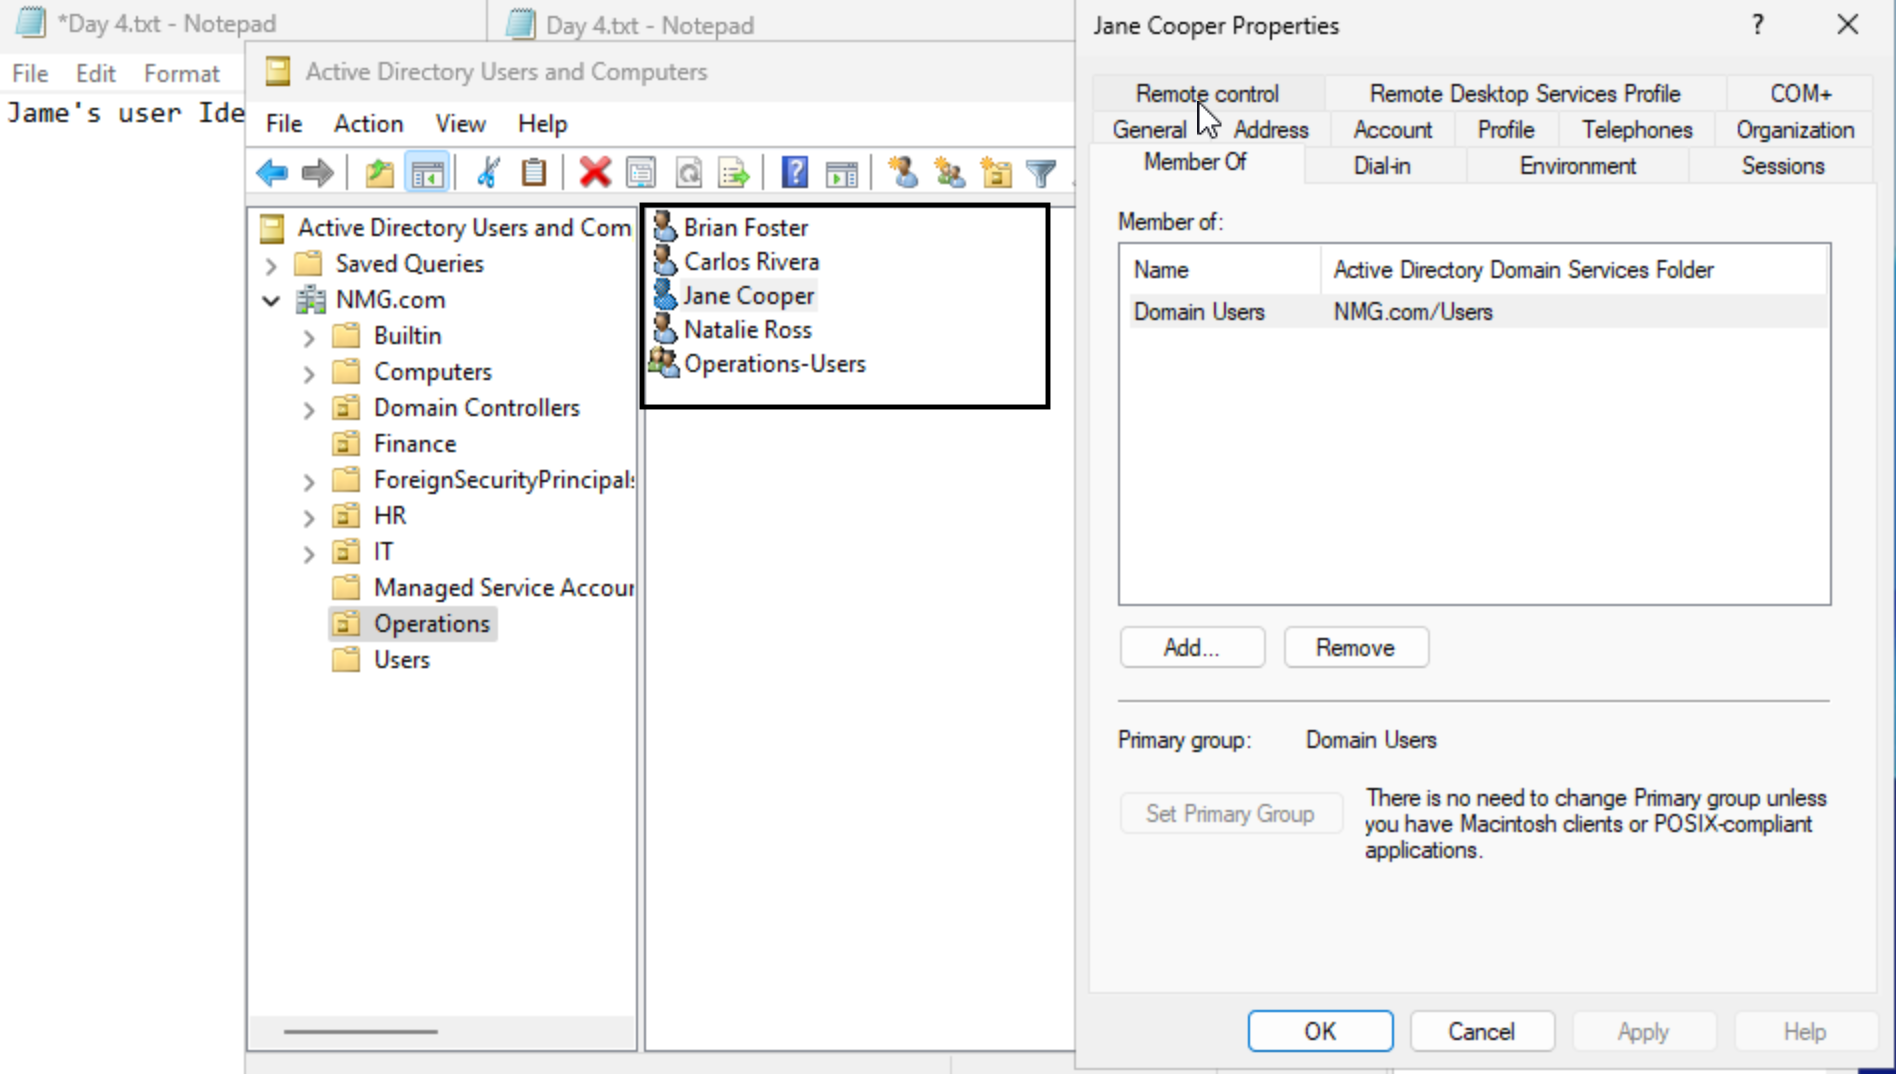 *Day 4.txt - Notepad
Day 4.txt - Notepad
File Edit Format
Jame's user Ide
Active Directory Users and Computers
File Action View Help
Active Directory Users and Com
Saved Queries
NMG.com
Builtin
Computers
Domain Controllers
Finance
ForeignSecurityPrincipals
HR
IT
Managed Service Accour
Operations
Users
Brian Foster
Carlos Rivera
Jane Cooper
Natalie Ross
Operations-Users
Jane Cooper Properties
?
Remote control Remote Desktop Services Profile COM+
General Address Account Profile Telephones Organization
Member Of Dial-in Environment Sessions
Member of:
Name Active Directory Domain Services Folder
Domain Users NMG.com/Users
Add... Remove
Primary group: Domain Users
Set Primary Group
There is no need to change Primary group unless
you have Macintosh clients or POSIX-compliant
applications.
OK Cancel Apply Help